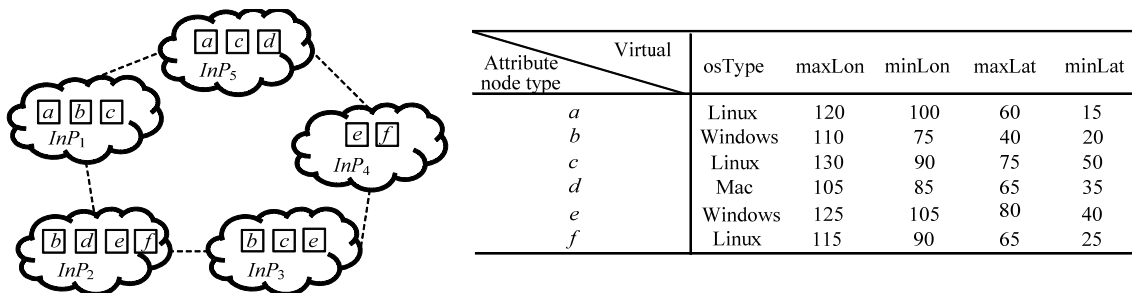 a c d
InP5
a b c
InP1
e f
InP4
b d e f
InP2
b c e
InP3
Virtual
Attribute
node type
osType maxLon minLon maxLat minLat
a Linux 120 100 60 15
b Windows 110 75 40 20
c Linux 130 90 75 50
d Mac 105 85 65 35
e Windows 125 105 80 40
f Linux 115 90 65 25